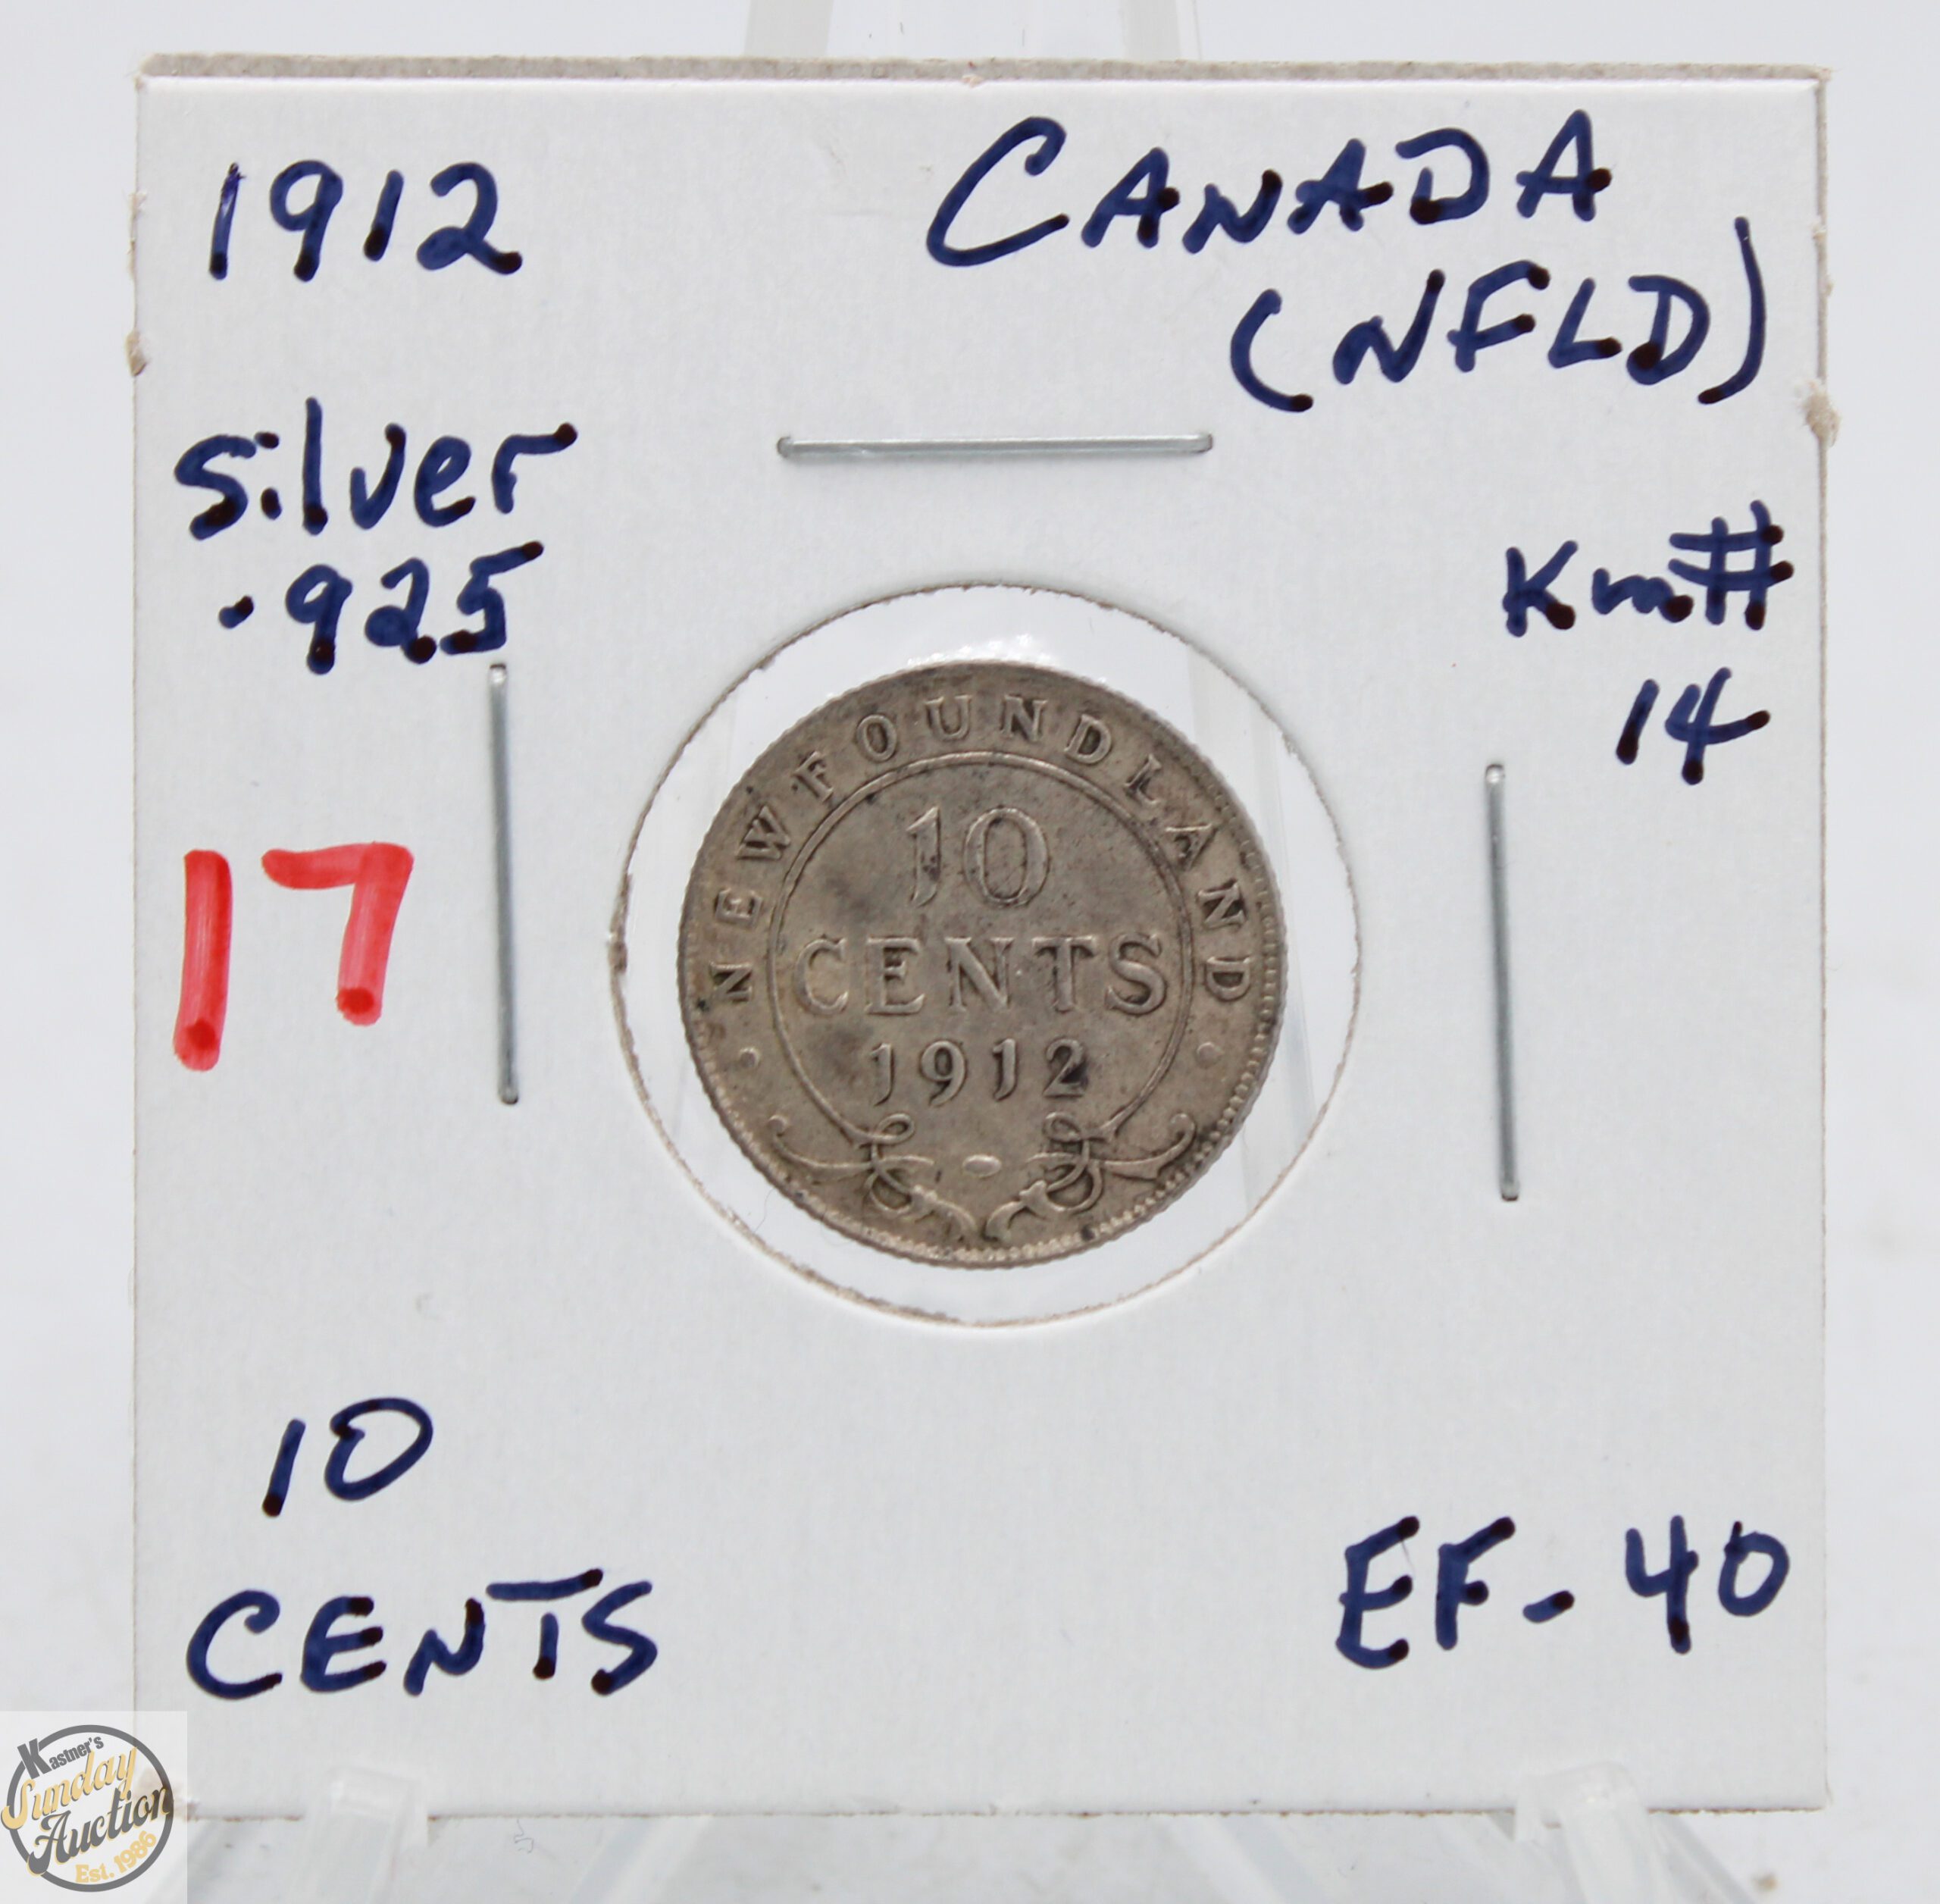 1912
CANADA
(NFLD)
Silver
.925
Km#
14
17
NEWFOUNDLAND
10
CENTS
1912
10
CENTS
EF-40
Kastner's
Sunday
Auction
Est. 1986